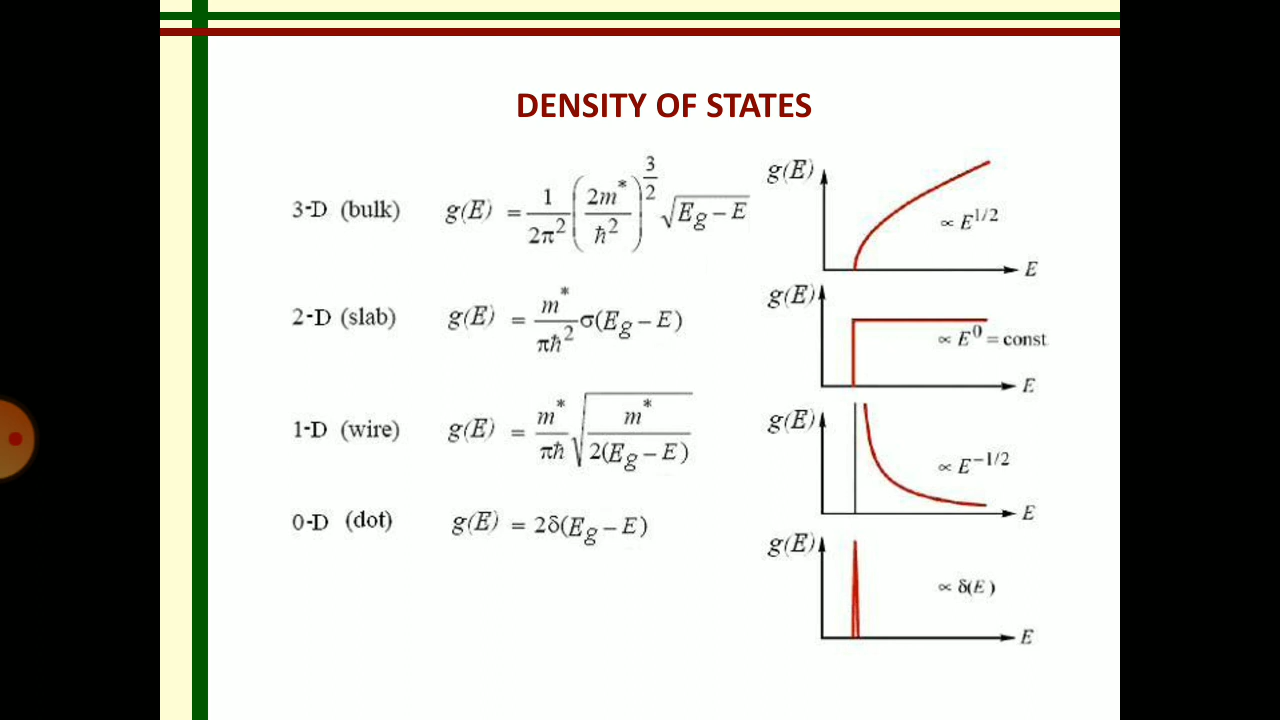 DENSITY OF STATES
3-D (bulk) g(E) = 1/2π² (2m*/ħ²)^3/2 √(Eg – E)
g(E)
∝ E^1/2
E
2-D (slab) g(E) = m*/πħ² σ(Eg – E)
g(E)
∝ E^0 = const
E
1-D (wire) g(E) = m*/πħ √(m*/2(Eg – E))
g(E)
∝ E^–1/2
E
0-D (dot) g(E) = 2δ(Eg – E)
g(E)
∝ δ(E)
E